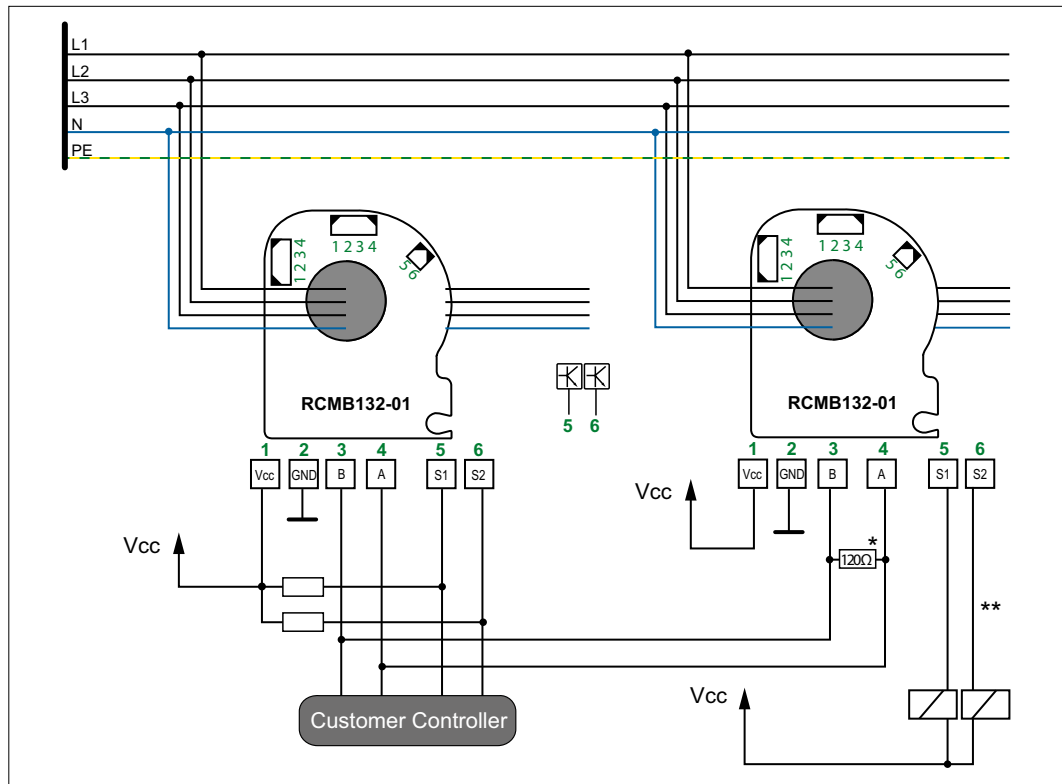 L1
L2
L3
N
PE
1 2 3 4
1 2 3 4
5 6
1 2 3 4
1 2 3 4
5 6
RCMB132-01
RCMB132-01
5 6
1 2 3 4 5 6
Vcc GND B A S1 S2
1 2 3 4 5 6
Vcc GND B A S1 S2
Vcc
Vcc
120Ω
*
**
Vcc
Customer Controller